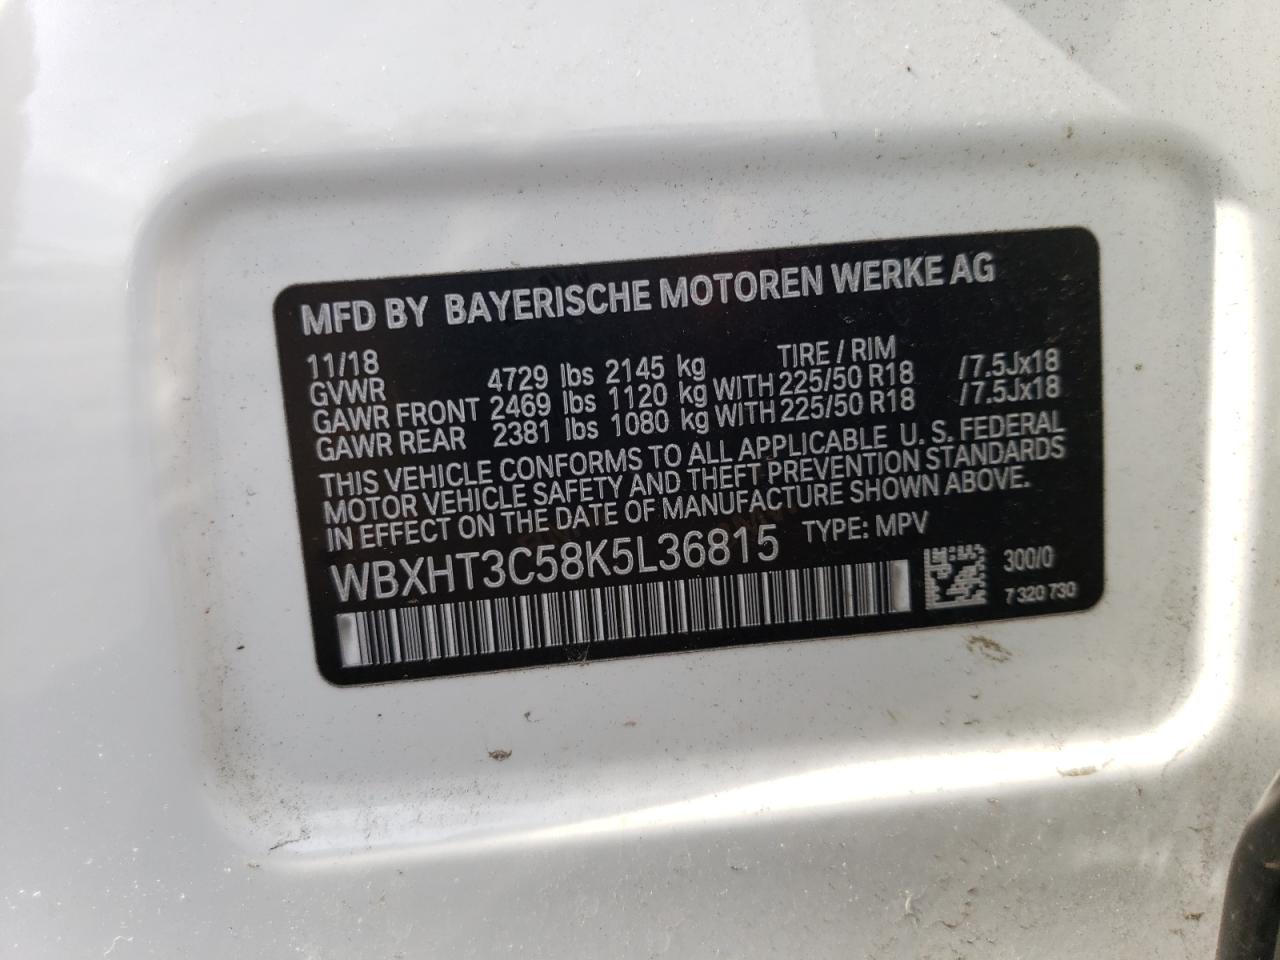 MFD BY BAYERISCHE MOTOREN WERKE AG
11/18 TIRE / RIM
GVWR 4729 lbs 2145 kg
GAWR FRONT 2469 lbs 1120 kg WITH 225/50 R18 /7.5Jx18
GAWR REAR 2381 lbs 1080 kg WITH 225/50 R18 /7.5Jx18
THIS VEHICLE CONFORMS TO ALL APPLICABLE U. S. FEDERAL
MOTOR VEHICLE SAFETY AND THEFT PREVENTION STANDARDS
IN EFFECT ON THE DATE OF MANUFACTURE SHOWN ABOVE.
WBXHT3C58K5L36815 TYPE: MPV
300/0
7 320 730